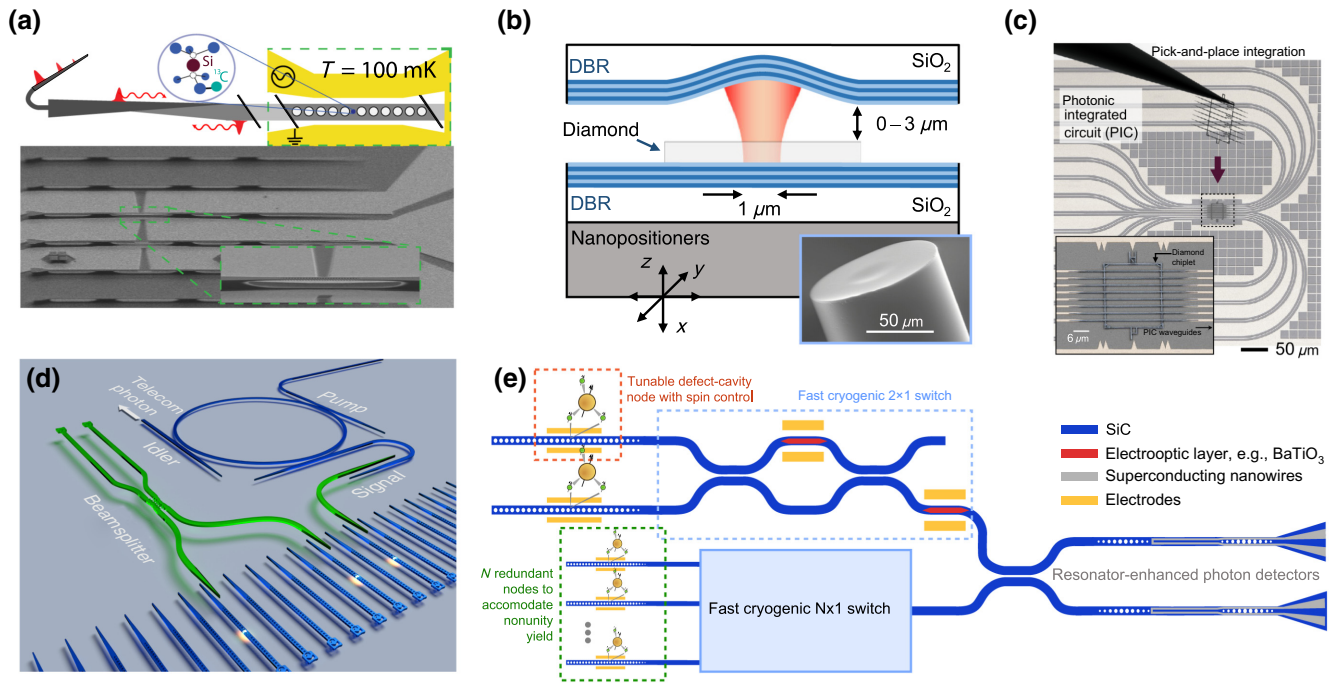 (a)
Si
¹³C
T = 100 mK
(b)
DBR
SiO₂
Diamond
0–3 µm
1 µm
DBR
SiO₂
Nanopositioners
z
y
x
50 µm
(c)
Pick-and-place integration
Photonic
integrated
circuit (PIC)
Diamond
chiplet
6 µm
PIC waveguides
50 µm
(d)
Telecom
photon
Pump
Idler
Signal
Beamsplitter
(e)
Tunable defect-cavity
node with spin control
Fast cryogenic 2×1 switch
N redundant
nodes to
accomodate
nonunity
yield
Fast cryogenic Nx1 switch
SiC
Electrooptic layer, e.g., BaTiO₃
Superconducting nanowires
Electrodes
Resonator-enhanced photon detectors